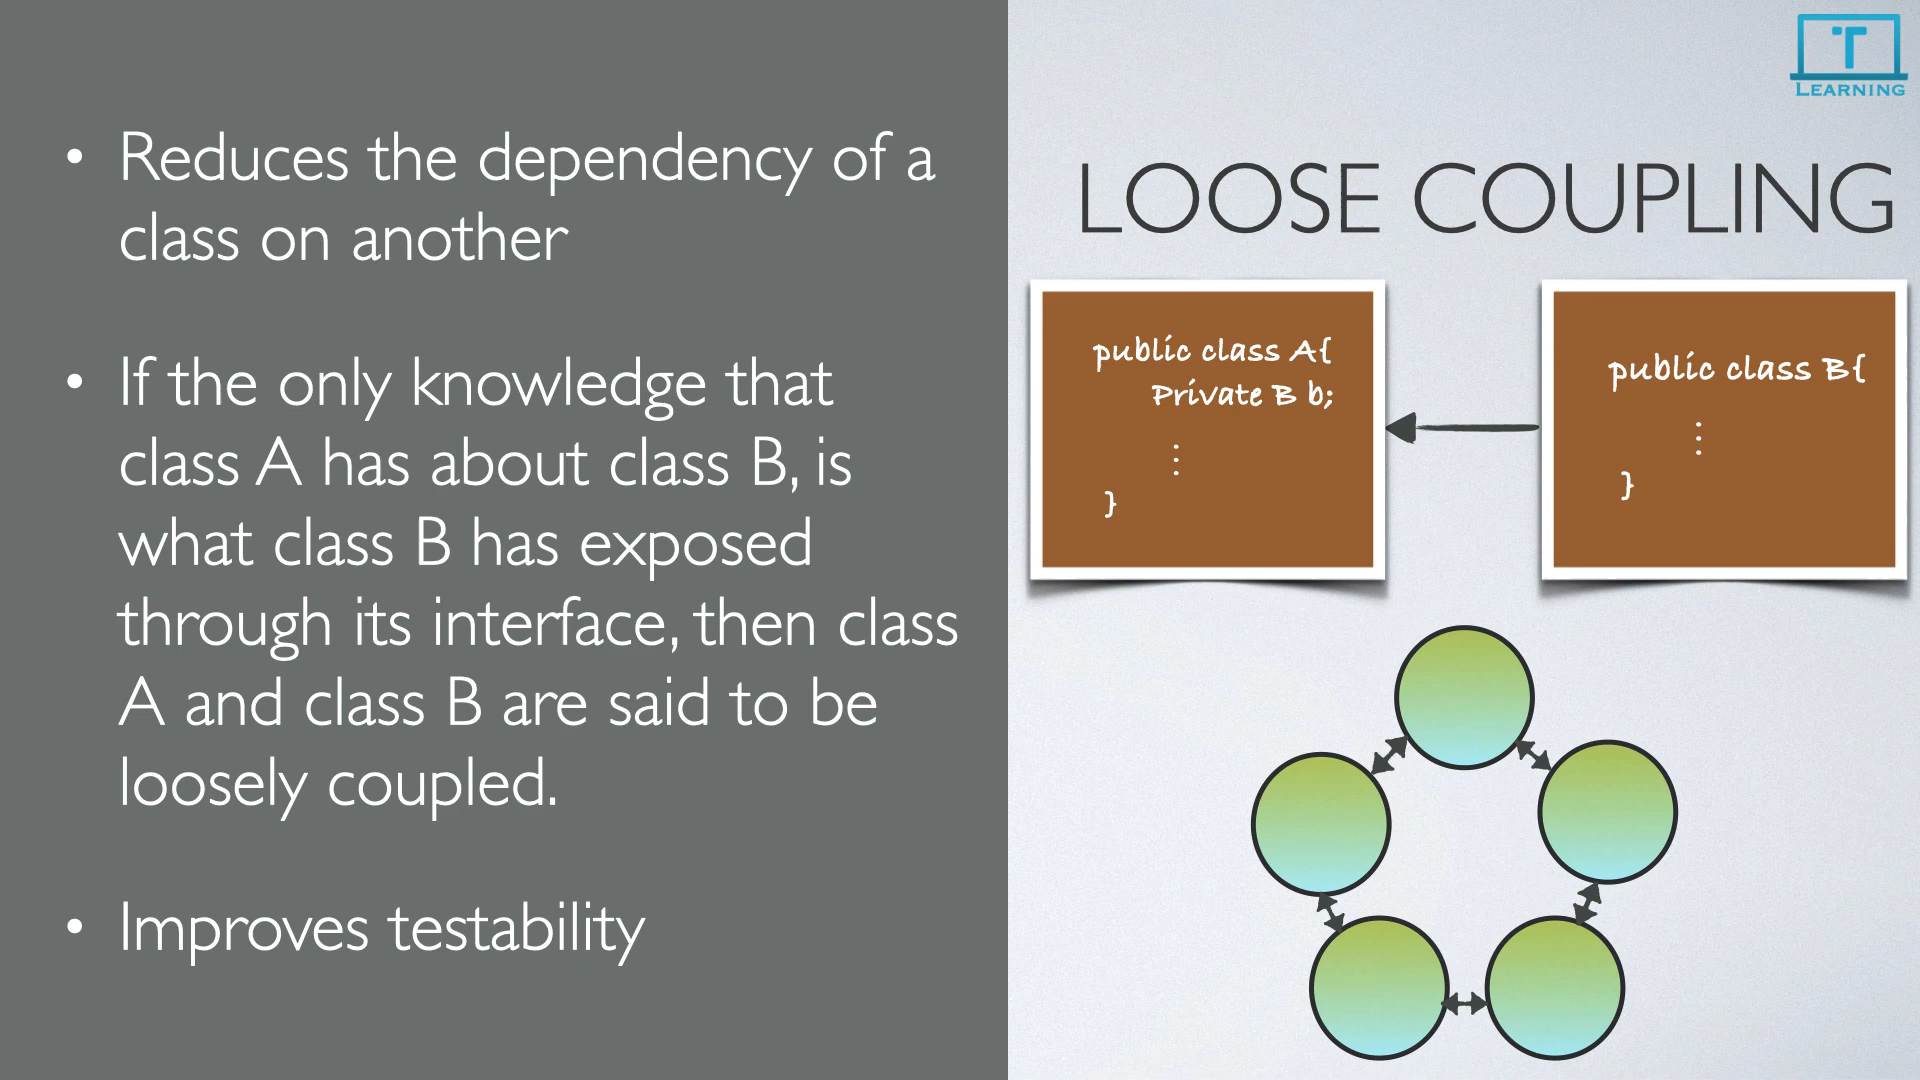 • Reduces the dependency of a
class on another
• If the only knowledge that
class A has about class B, is
what class B has exposed
through its interface, then class
A and class B are said to be
loosely coupled.
• Improves testability
T
LEARNING
LOOSE COUPLING
public class A{
Private B b;
⋮
}
public class B{
⋮
}